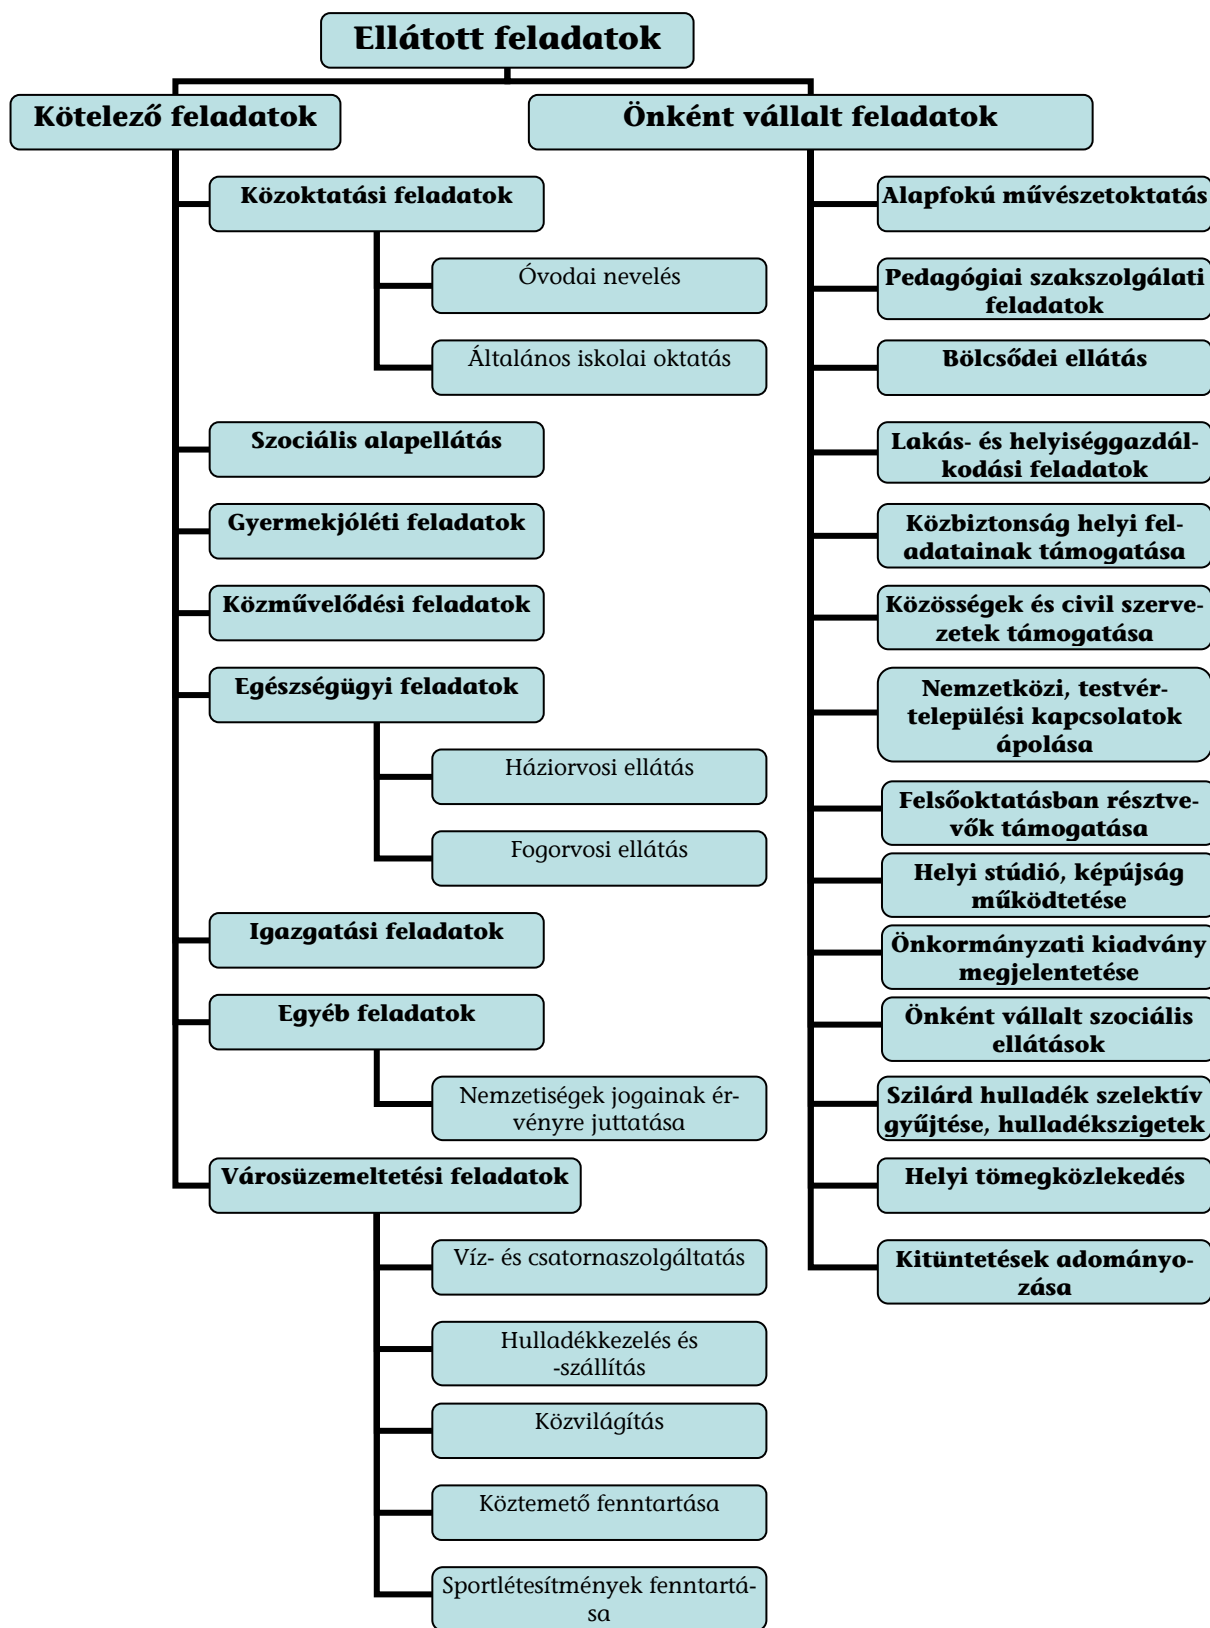 Ellátott feladatok
Kötelező feladatok
Közoktatási feladatok
Óvodai nevelés
Általános iskolai oktatás
Szociális alapellátás
Gyermekjóléti feladatok
Közművelődési feladatok
Egészségügyi feladatok
Háziorvosi ellátás
Fogorvosi ellátás
Igazgatási feladatok
Egyéb feladatok
Nemzetiségek jogainak ér-
vényre juttatása
Városüzemeltetési feladatok
Víz- és csatornaszolgáltatás
Hulladékkezelés és
-szállítás
Közvilágítás
Köztemető fenntartása
Sportlétesítmények fenntartá-
sa
Önként vállalt feladatok
Alapfokú művészetoktatás
Pedagógiai szakszolgálati
feladatok
Bölcsődei ellátás
Lakás- és helyiséggazdál-
kodási feladatok
Közbiztonság helyi fel-
adatainak támogatása
Közösségek és civil szerve-
zetek támogatása
Nemzetközi, testvér-
települési kapcsolatok
ápolása
Felsőoktatásban résztve-
vők támogatása
Helyi stúdió, képújság
működtetése
Önkormányzati kiadvány
megjelentetése
Önként vállalt szociális
ellátások
Szilárd hulladék szelektív
gyűjtése, hulladékszigetek
Helyi tömegközlekedés
Kitüntetések adományo-
zása